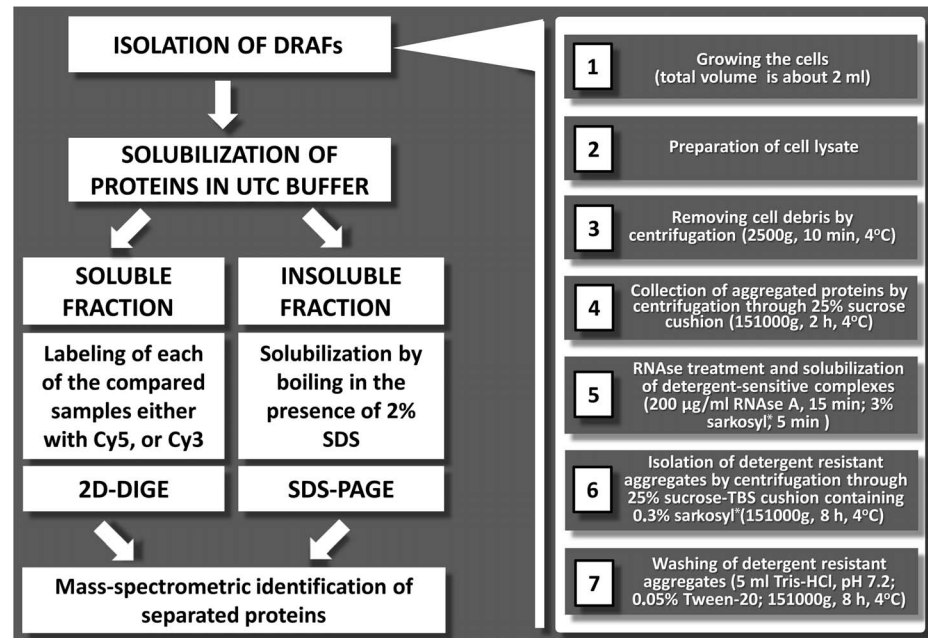 ISOLATION OF DRAFs
SOLUBILIZATION OF
PROTEINS IN UTC BUFFER
SOLUBLE
FRACTION
Labeling of each
of the compared
samples either
with Cy5, or Cy3
2D-DIGE
INSOLUBLE
FRACTION
Solubilization by
boiling in the
presence of 2%
SDS
SDS-PAGE
Mass-spectrometric identification of
separated proteins
1
Growing the cells
(total volume is about 2 ml)
2
Preparation of cell lysate
3
Removing cell debris by
centrifugation (2500g, 10 min, 4°C)
4
Collection of aggregated proteins by
centrifugation through 25% sucrose
cushion (151000g, 2 h, 4°C)
5
RNAse treatment and solubilization
of detergent-sensitive complexes
(200 µg/ml RNAse A, 15 min; 3%
sarkosyl*, 5 min )
6
Isolation of detergent resistant
aggregates by centrifugation through
25% sucrose-TBS cushion containing
0.3% sarkosyl*(151000g, 8 h, 4°C)
7
Washing of detergent resistant
aggregates (5 ml Tris-HCl, pH 7.2;
0.05% Tween-20; 151000g, 8 h, 4°C)